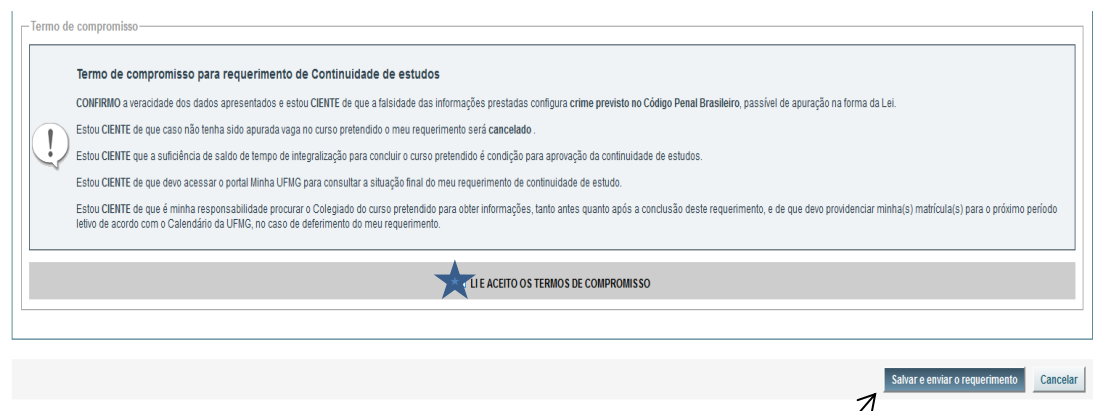 Termo de compromisso
Termo de compromisso para requerimento de Continuidade de estudos
CONFIRMO a veracidade dos dados apresentados e estou CIENTE de que a falsidade das informações prestadas configura crime previsto no Código Penal Brasileiro, passível de apuração na forma da Lei.
Estou CIENTE de que caso não tenha sido apurada vaga no curso pretendido o meu requerimento será cancelado .
Estou CIENTE que a suficiência de saldo de tempo de integralização para concluir o curso pretendido é condição para aprovação da continuidade de estudos.
Estou CIENTE de que devo acessar o portal Minha UFMG para consultar a situação final do meu requerimento de continuidade de estudo.
Estou CIENTE de que é minha responsabilidade procurar o Colegiado do curso pretendido para obter informações, tanto antes quanto após a conclusão deste requerimento, e de que devo providenciar minha(s) matrícula(s) para o próximo período
letivo de acordo com o Calendário da UFMG, no caso de deferimento do meu requerimento.
LI E ACEITO OS TERMOS DE COMPROMISSO
Salvar e enviar o requerimento Cancelar